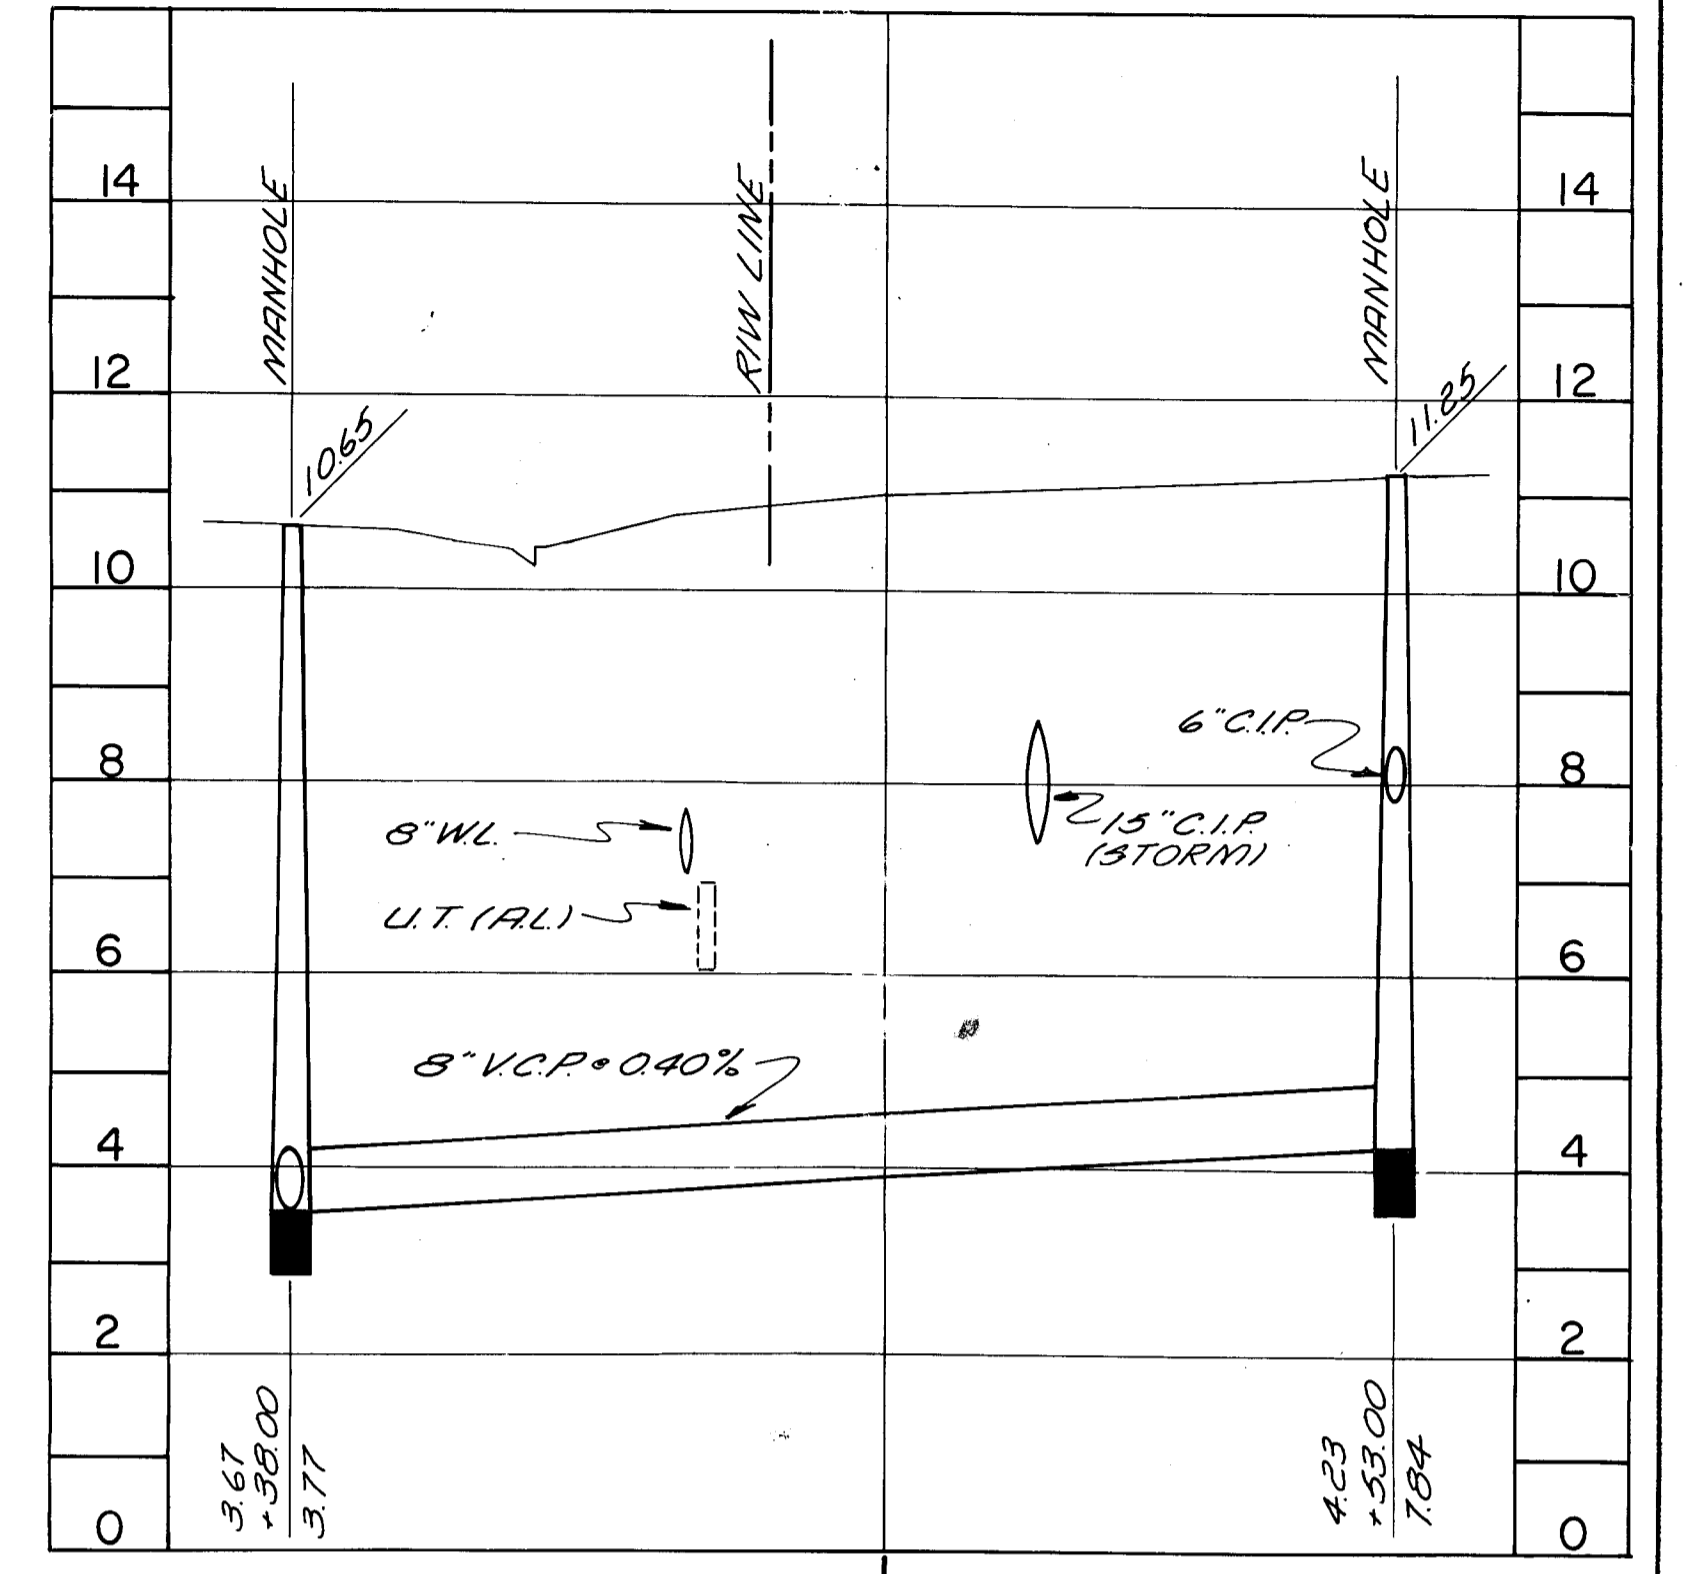 14
12
10
8
6
4
2
0
MANHOLE
10.65
R/W LINE
MANHOLE
11.25
14
12
10
8
6
4
2
0
6" C.I.P.
8" W.L.
15" C.I.P.
(STORM)
U.T. (A.L.)
8" V.C.P. @ 0.40%
3.67
+38.00
3.77
4.23
+53.00
7.84